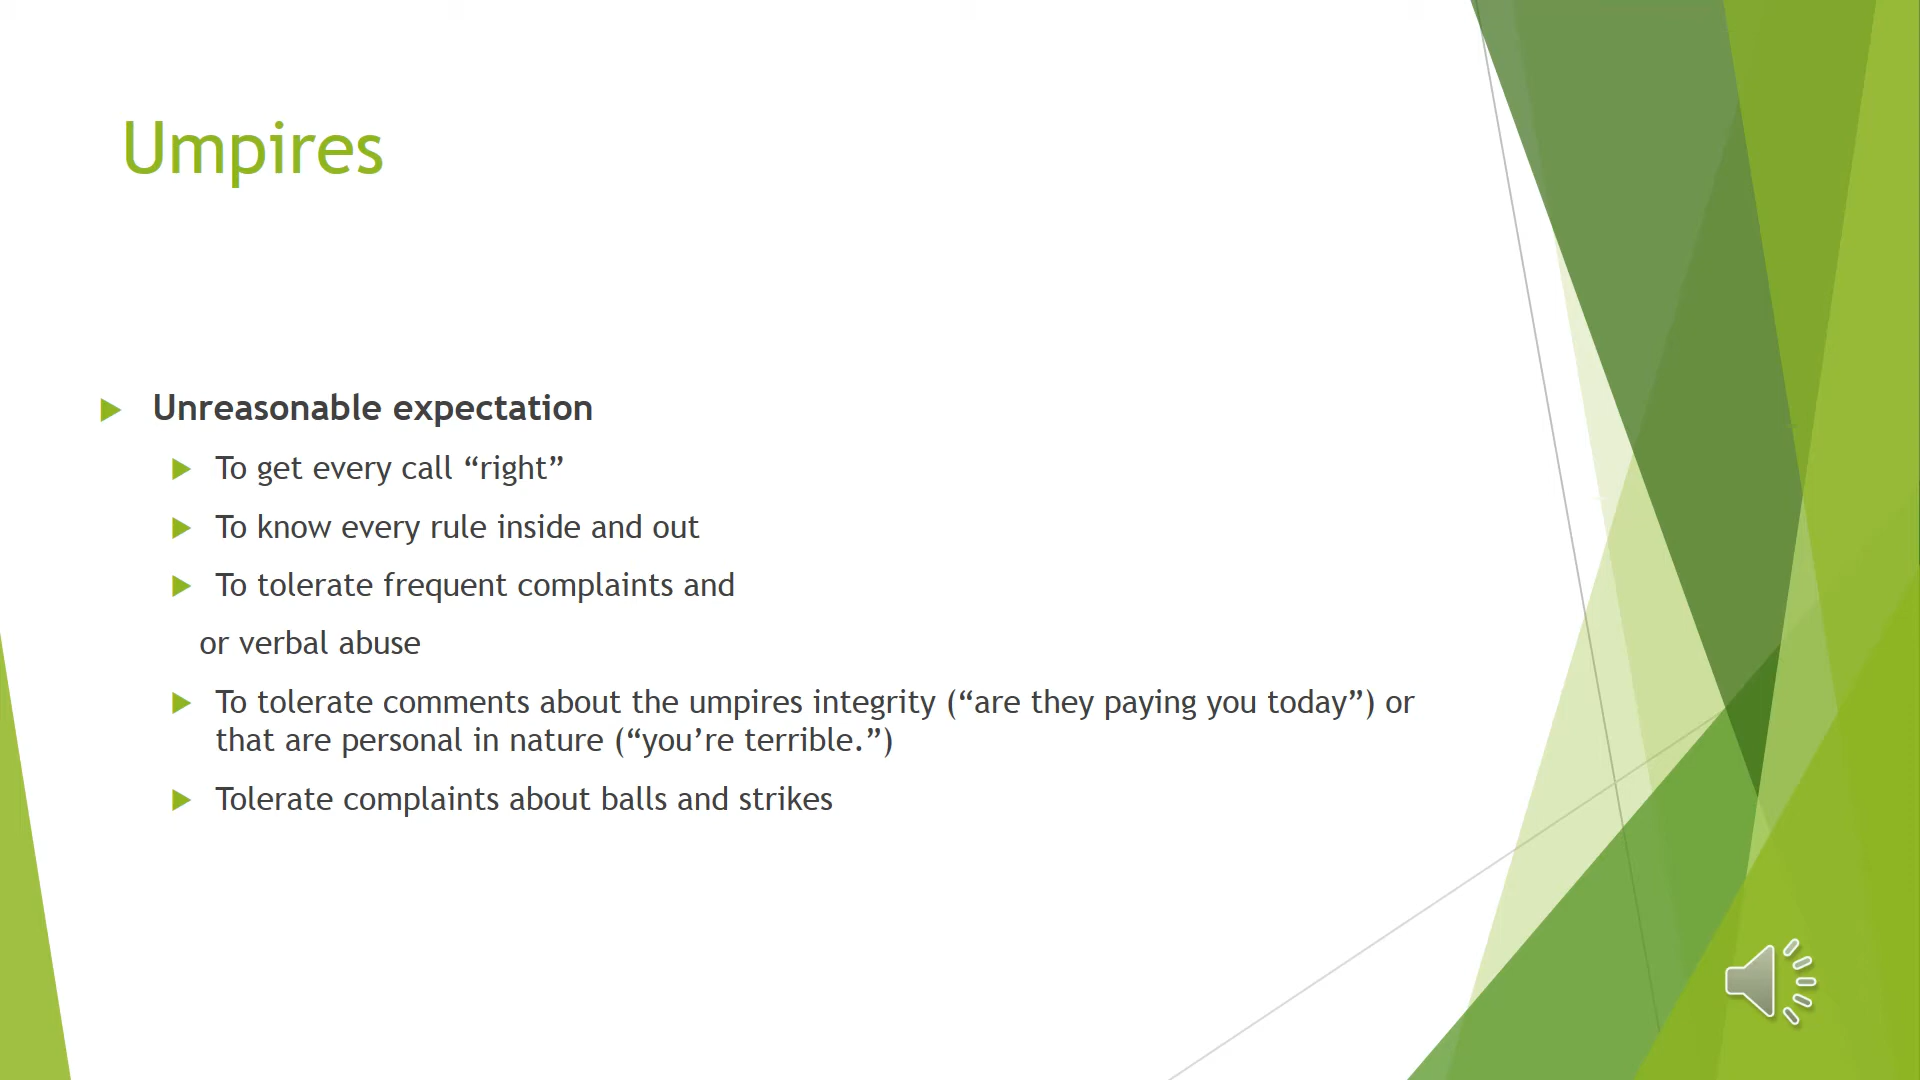 Umpires
Unreasonable expectation
To get every call “right”
To know every rule inside and out
To tolerate frequent complaints and
or verbal abuse
To tolerate comments about the umpires integrity (“are they paying you today”) or
that are personal in nature (“you’re terrible.”)
Tolerate complaints about balls and strikes